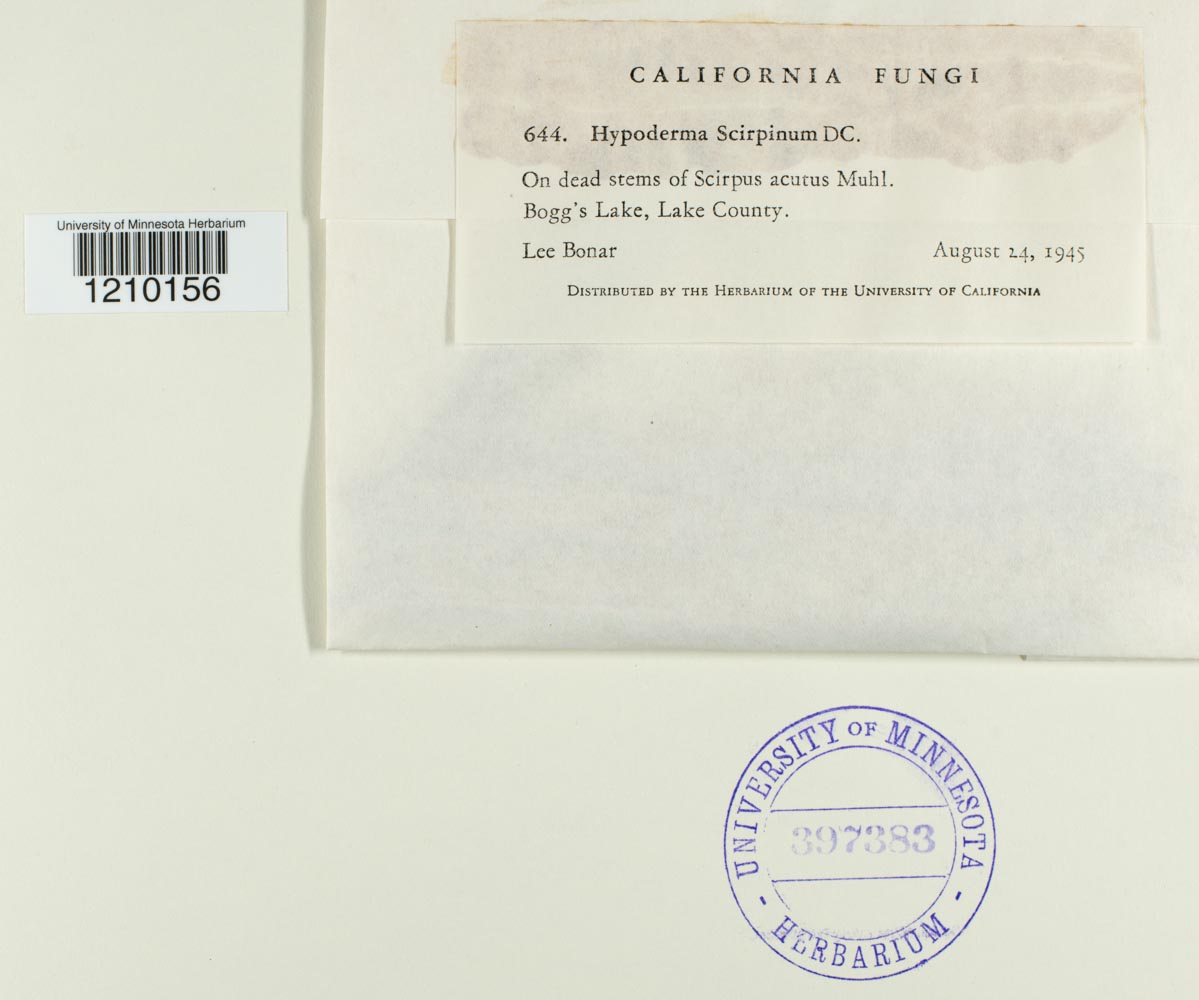 CALIFORNIA FUNGI
644. Hypoderma Scirpinum DC.
On dead stems of Scirpus acutus Muhl.
Bogg's Lake, Lake County.
Lee Bonar August 24, 1945
DISTRIBUTED BY THE HERBARIUM OF THE UNIVERSITY OF CALIFORNIA
University of Minnesota Herbarium
1210156
UNIVERSITY OF MINNESOTA
397383
- HERBARIUM -